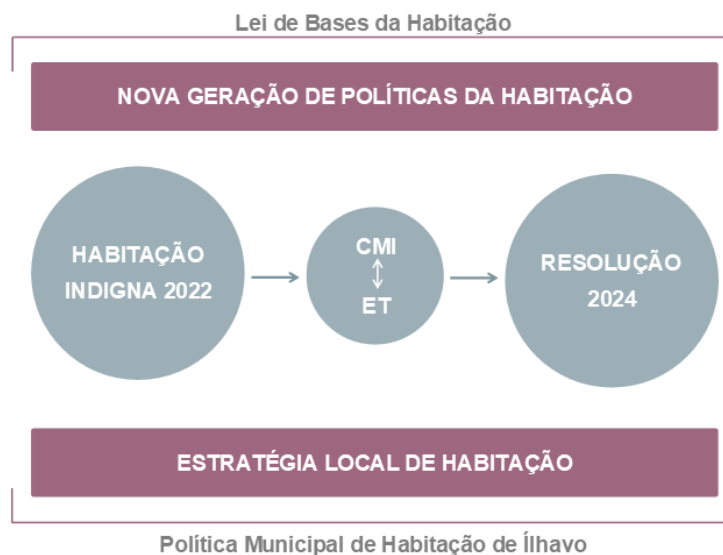 Lei de Bases da Habitação
NOVA GERAÇÃO DE POLÍTICAS DA HABITAÇÃO
HABITAÇÃO
INDIGNA 2022
CMI
ET
RESOLUÇÃO
2024
ESTRATÉGIA LOCAL DE HABITAÇÃO
Política Municipal de Habitação de Ílhavo